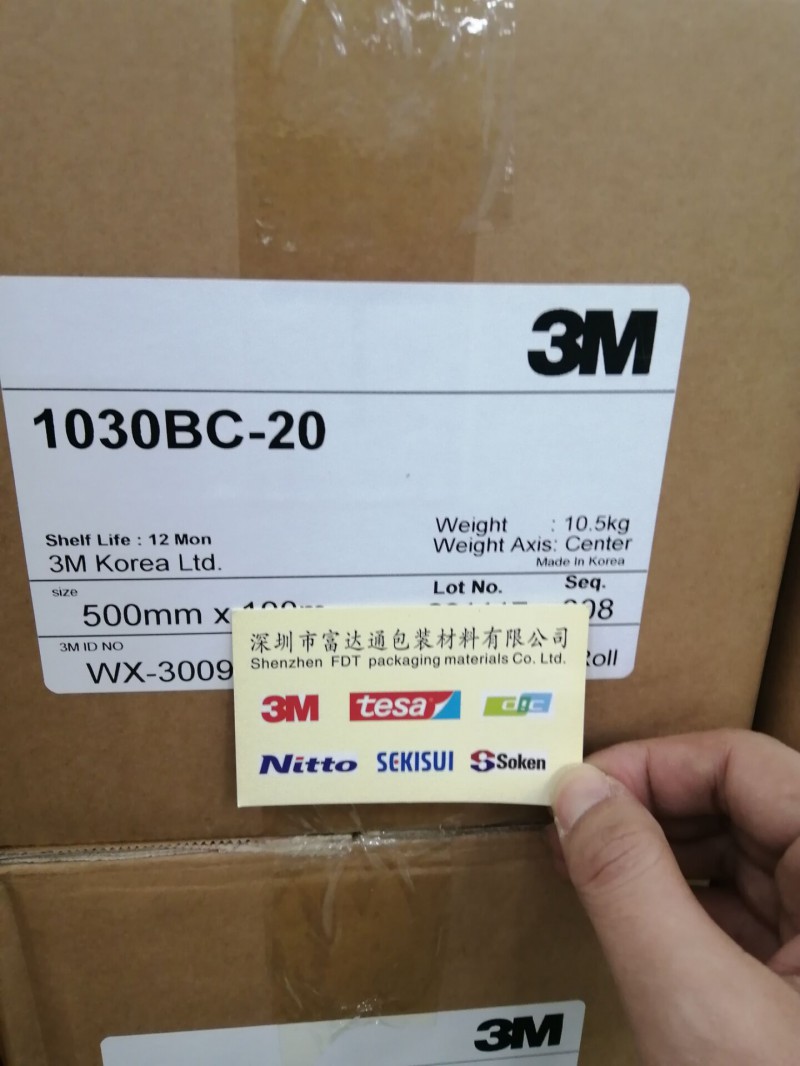 3M
1030BC-20
Shelf Life : 12 Mon
3M Korea Ltd.
Weight : 10.5kg
Weight Axis: Center
Made In Korea
size
500mm x
Lot No.
Seq.
3M ID NO
WX-3009
深圳市富达通包装材料有限公司
Shenzhen FDT packaging materials Co. Ltd.
3M tesa dic
Nitto SEKISUI Soken
3M